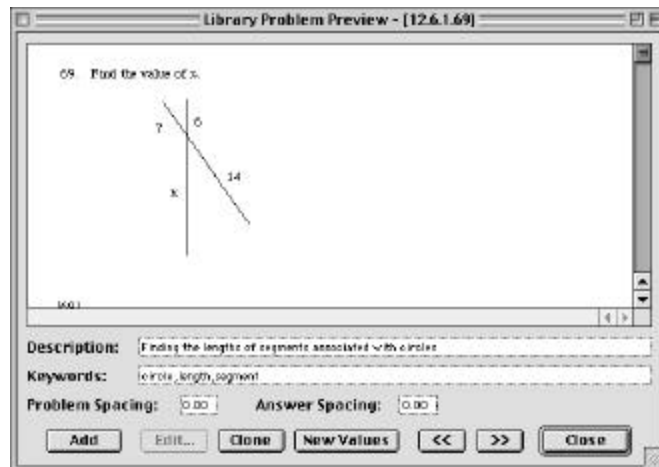 Library Problem Preview - [12.6.1.69]
69 Find the value of x.
6
?
14
x
Description: Finding the lengths of segments associated with circles
Keywords: circle,length,segment
Problem Spacing: 0.00 Answer Spacing: 0.00
Add Edit... Clone New Values << >> Close